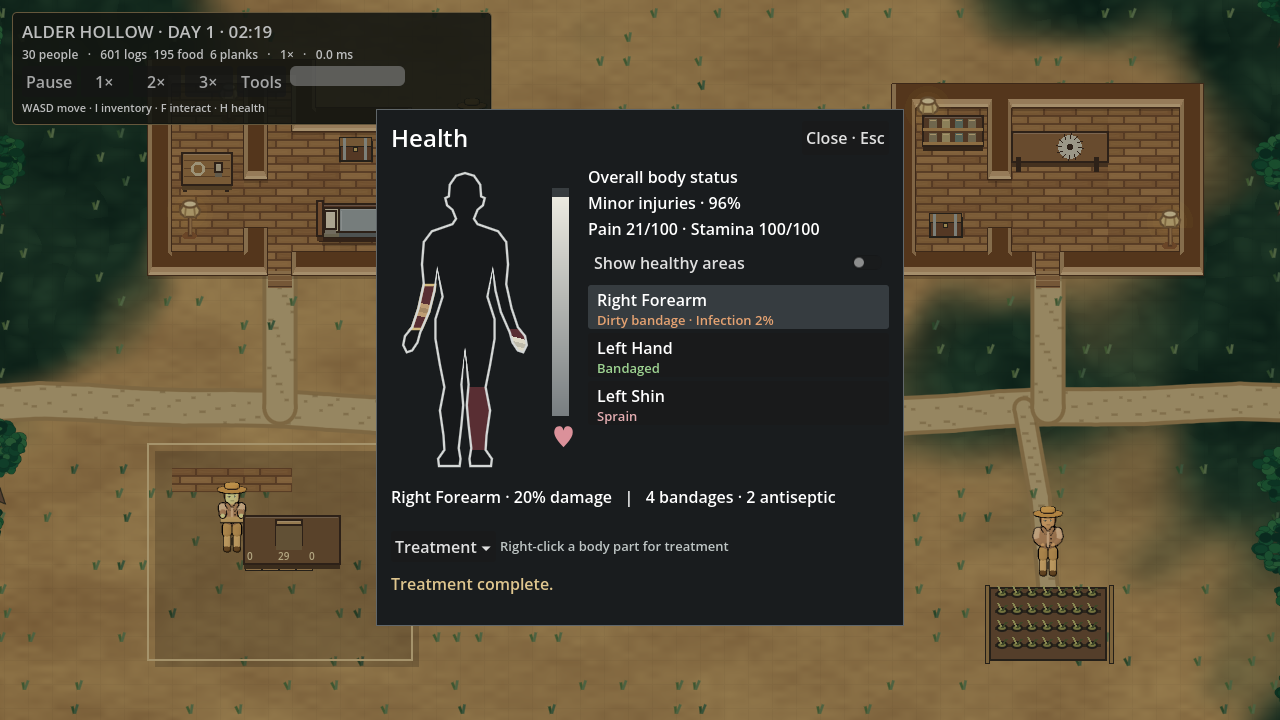 ALDER HOLLOW · DAY 1 · 02:19
30 people · 601 logs 195 food 6 planks · 1× · 0.0 ms
Pause 1× 2× 3× Tools
WASD move · I inventory · F interact · H health
Health
Close · Esc
Overall body status
Minor injuries · 96%
Pain 21/100 · Stamina 100/100
Show healthy areas
Right Forearm
Dirty bandage · Infection 2%
Left Hand
Bandaged
Left Shin
Sprain
Right Forearm · 20% damage | 4 bandages · 2 antiseptic
Treatment
Right-click a body part for treatment
Treatment complete.
0 29 0